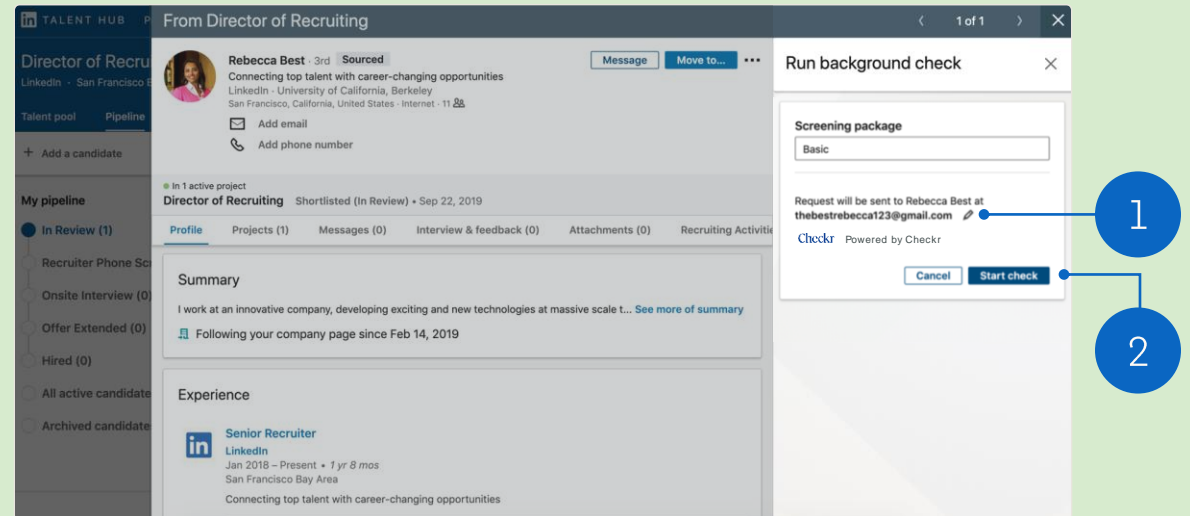 in TALENT HUB P
From Director of Recruiting
1 of 1
Director of Recru
LinkedIn · San Francisco B
Talent pool Pipeline
+ Add a candidate
My pipeline
In Review (1)
Recruiter Phone Scr
Onsite Interview (0)
Offer Extended (0)
Hired (0)
All active candidate
Archived candidate
Rebecca Best · 3rd Sourced
Message Move to... •••
Connecting top talent with career-changing opportunities
LinkedIn · University of California, Berkeley
San Francisco, California, United States · Internet · 11
Add email
Add phone number
In 1 active project
Director of Recruiting Shortlisted (In Review) • Sep 22, 2019
Profile Projects (1) Messages (0) Interview & feedback (0) Attachments (0) Recruiting Activitie
Summary
I work at an innovative company, developing exciting and new technologies at massive scale t... See more of summary
Following your company page since Feb 14, 2019
Experience
in
Senior Recruiter
LinkedIn
Jan 2018 – Present • 1 yr 8 mos
San Francisco Bay Area
Connecting top talent with career-changing opportunities
Run background check
Screening package
Basic
Request will be sent to Rebecca Best at
thebestrebecca123@gmail.com
Checkr Powered by Checkr
Cancel Start check
1
2